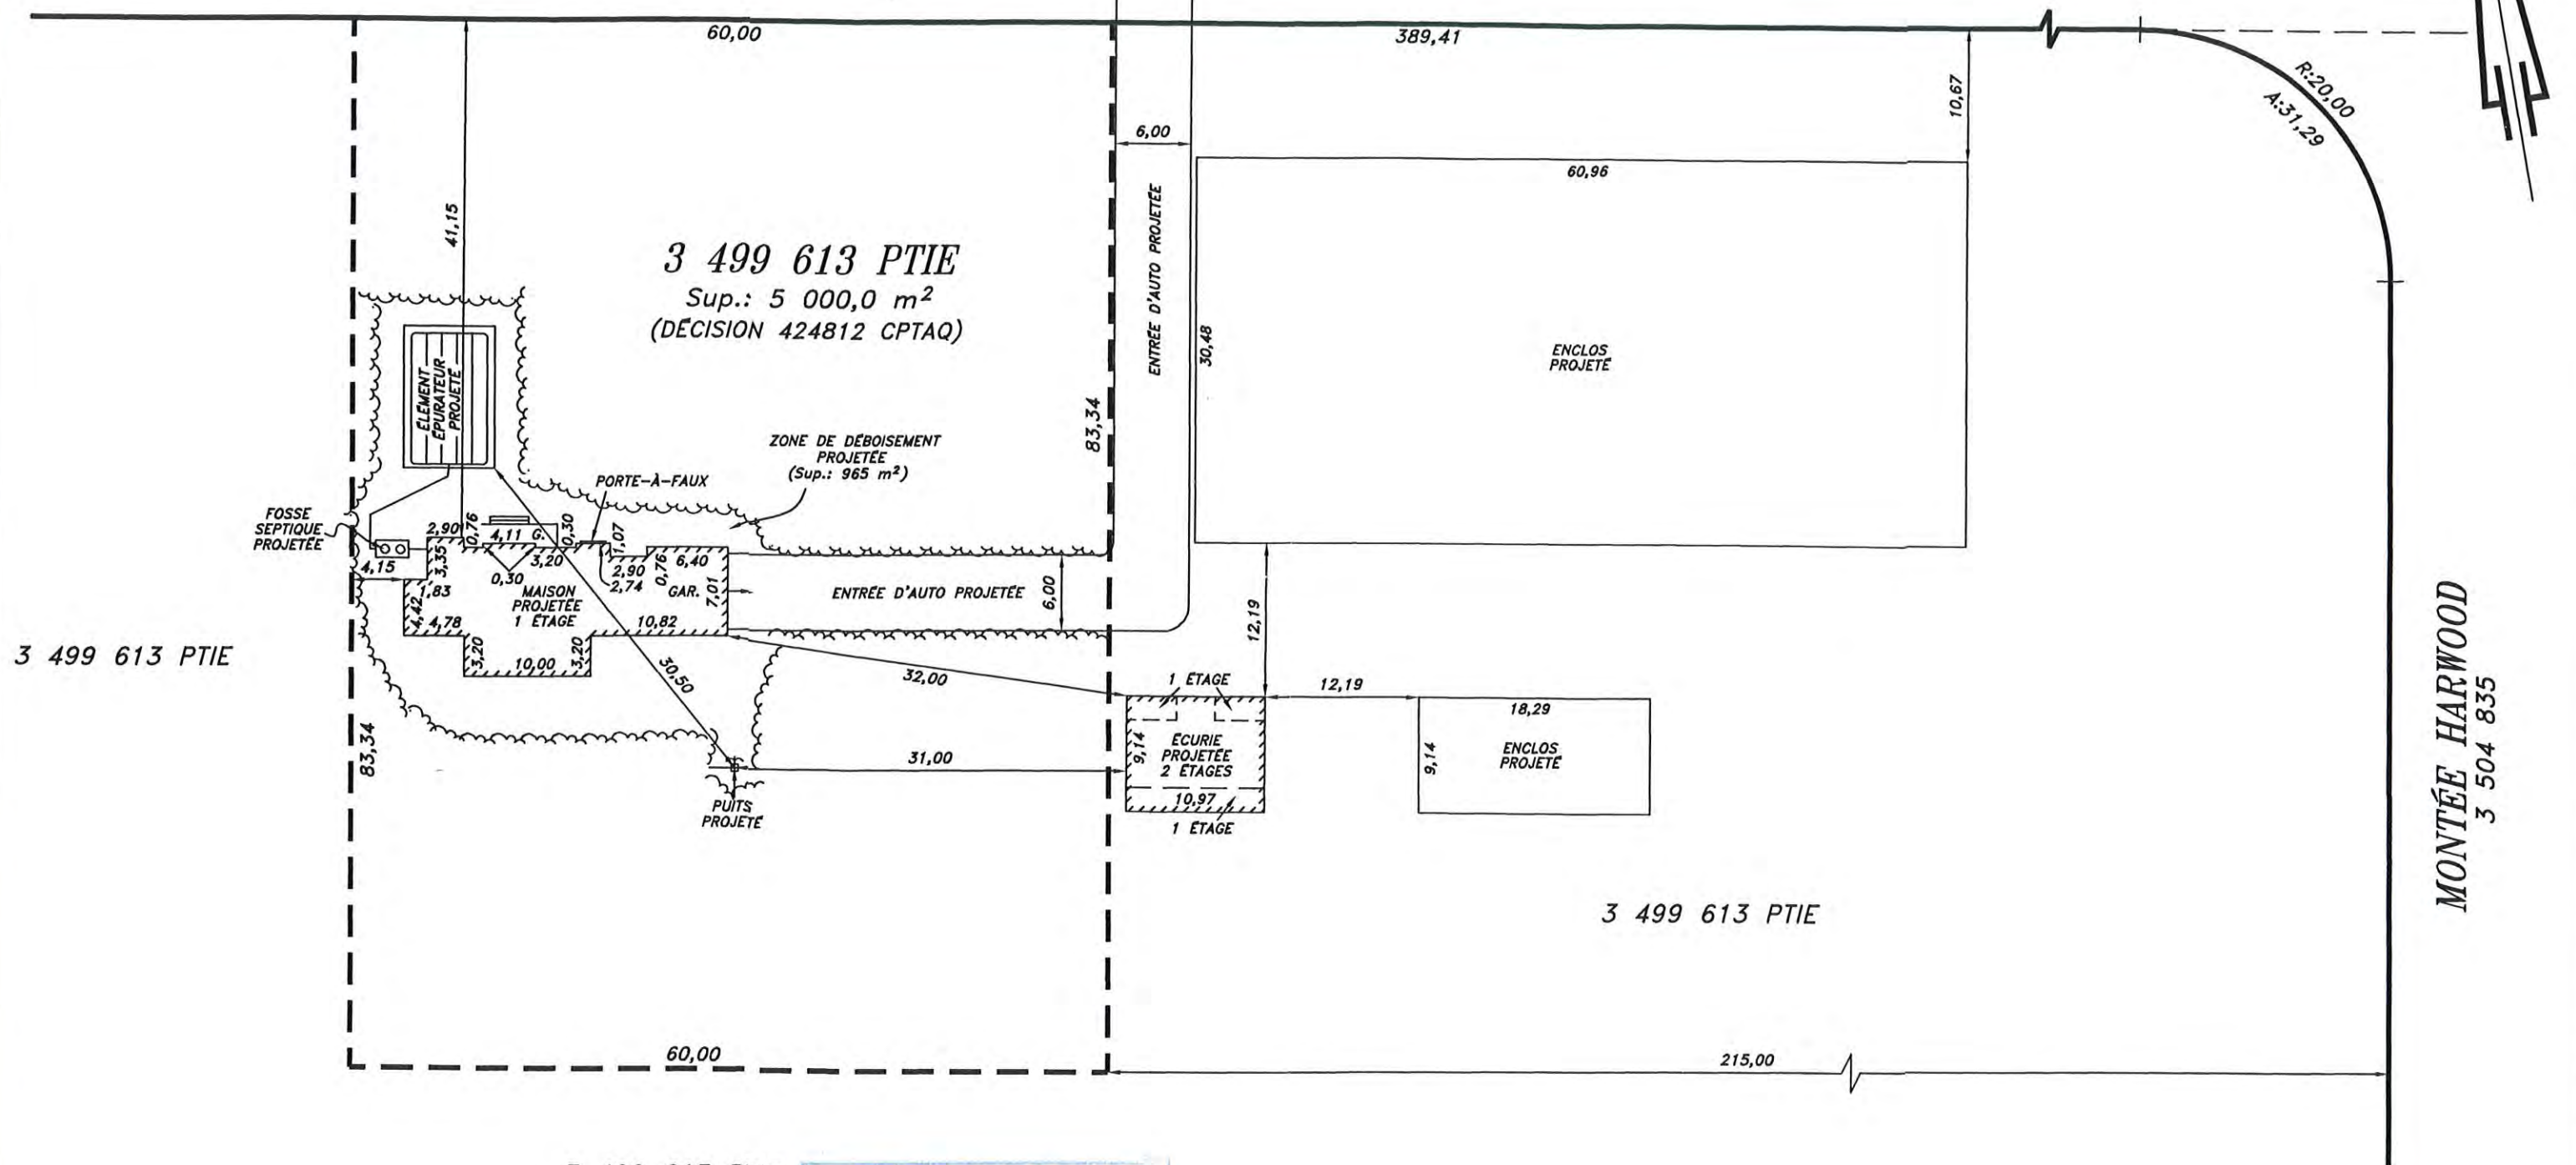 60,00
389,41
R:20,00
A:31,29
10,67
6,00
60,96
41,15
ENTRÉE D'AUTO PROJETÉE
3 499 613 PTIE
Sup.: 5 000,0 m²
(DÉCISION 424812 CPTAQ)
30,48
ENCLOS
PROJETÉ
ÉLÉMENT
ÉPURATEUR
PROJETÉ
83,34
ZONE DE DÉBOISEMENT
PROJETÉE
(Sup.: 965 m²)
PORTE-À-FAUX
FOSSE
SEPTIQUE
PROJETÉE
2,90
0,76
4,11
G.
0,30
1,07
3,35
3,20
0,30
2,90
2,74
0,76
6,40
GAR.
7,01
4,15
1,83
4,42
4,78
MAISON
PROJETÉE
1 ÉTAGE
10,82
3,20
10,00
3,20
ENTRÉE D'AUTO PROJETÉE
6,00
12,19
3 499 613 PTIE
30,50
32,00
1 ÉTAGE
12,19
18,29
9,14
ÉCURIE
PROJETÉE
2 ÉTAGES
10,97
1 ÉTAGE
9,14
ENCLOS
PROJETÉ
31,00
83,34
PUITS
PROJETÉ
MONTÉE HARWOOD
3 504 835
3 499 613 PTIE
60,00
215,00